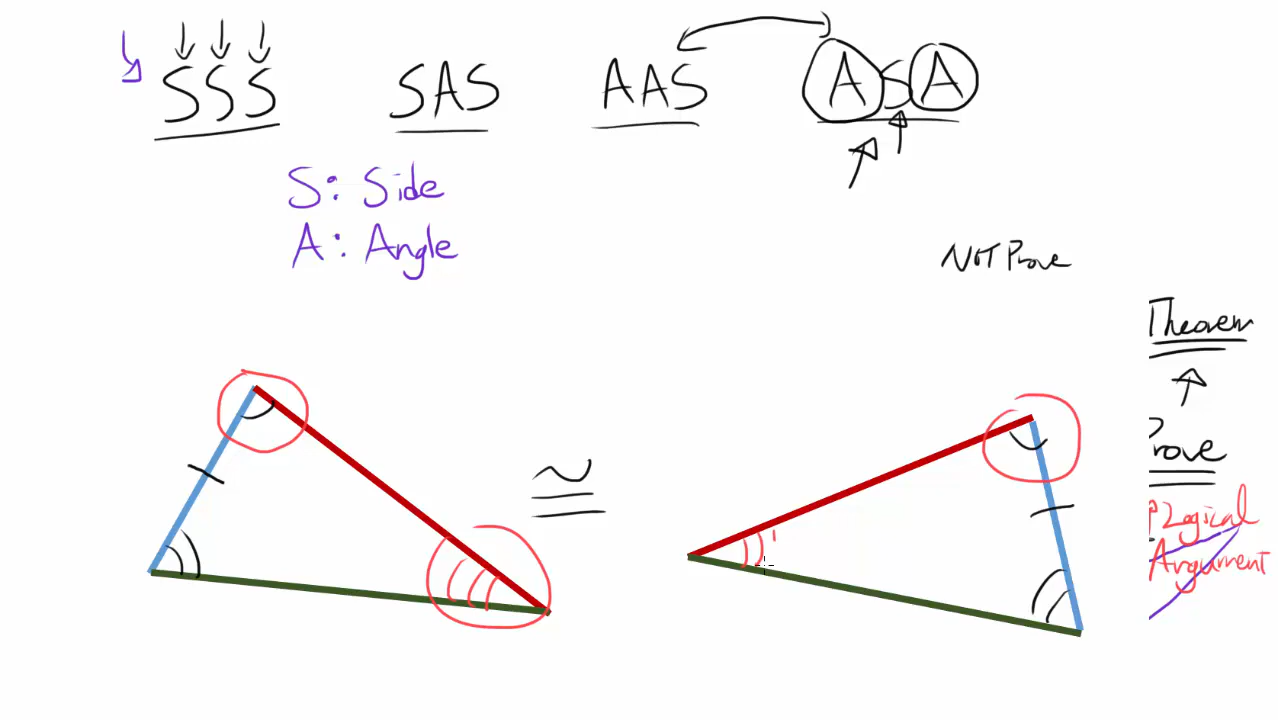 SSS SAS AAS ASA
S: Side
A: Angle
NOT Prove
Theorem
Prove
Logical
Argument
≅